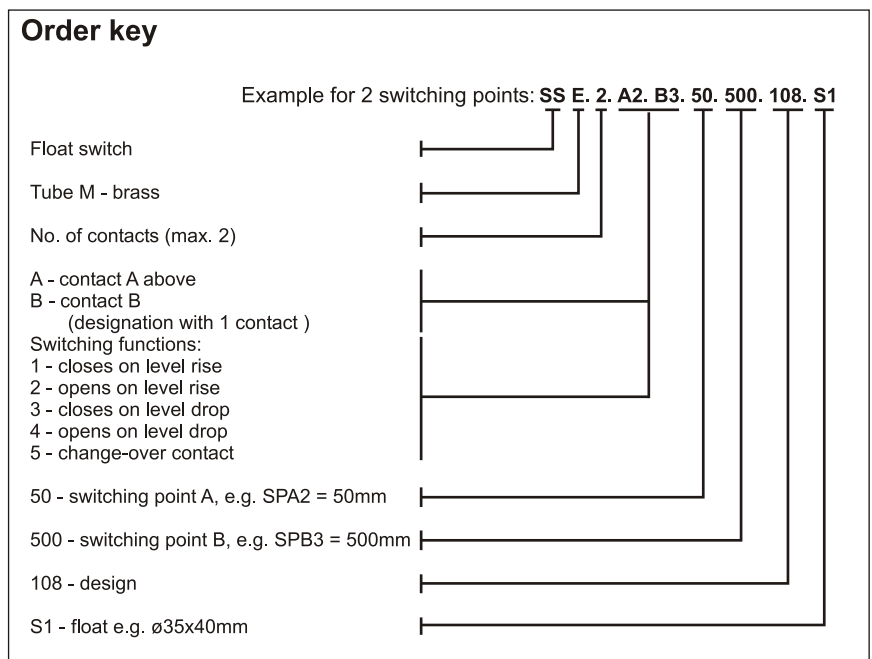 Order key
Example for 2 switching points: SS E. 2. A2. B3. 50. 500. 108. S1
Float switch
Tube M - brass
No. of contacts (max. 2)
A - contact A above
B - contact B
(designation with 1 contact )
Switching functions:
1 - closes on level rise
2 - opens on level rise
3 - closes on level drop
4 - opens on level drop
5 - change-over contact
50 - switching point A, e.g. SPA2 = 50mm
500 - switching point B, e.g. SPB3 = 500mm
108 - design
S1 - float e.g. ø35x40mm